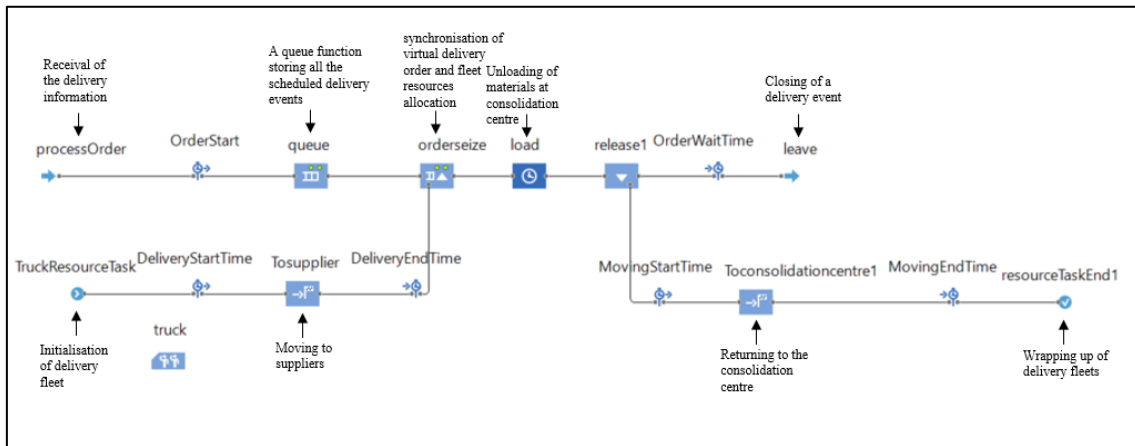 Receival of
the delivery
information
A queue function
storing all the
scheduled delivery
events
synchronisation of
virtual delivery
order and fleet
resources
allocation
Unloading of
materials at
consolidation
centre
Closing of a
delivery event
processOrder
OrderStart
queue
orderseize
load
release1
OrderWaitTime
leave
TruckResourceTask
DeliveryStartTime
Tosupplier
DeliveryEndTime
MovingStartTime
Toconsolidationcentre1
MovingEndTime
resourceTaskEnd1
truck
Initialisation
of delivery
fleet
Moving to
suppliers
Returning to the
consolidation
centre
Wrapping up of
delivery fleets